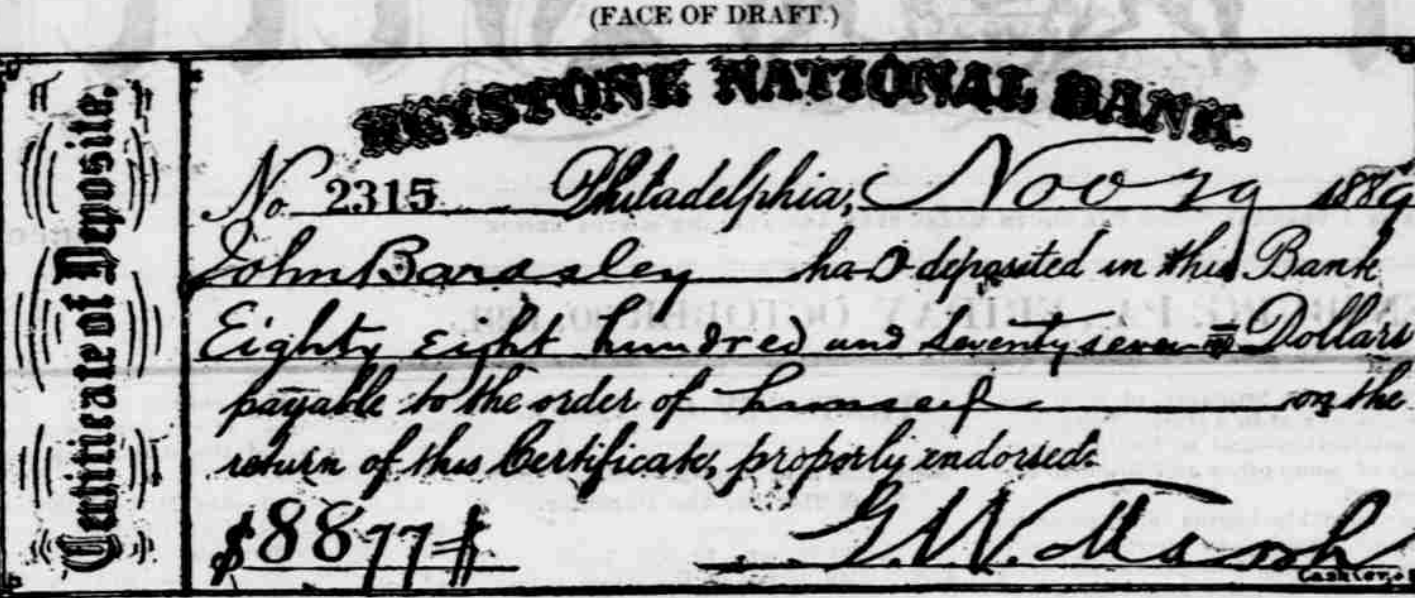 (FACE OF DRAFT.)
Certificate of Deposite.
KEYSTONE NATIONAL BANK.
No 2315 Philadelphia, Nov 29 1889
John Bardsley had deposited in this Bank
Eighty eight hundred and seventy seven Dollars
payable to the order of himself on the
return of this Certificate, properly endorsed.
$8877
G. W. Marsh
Cashier.